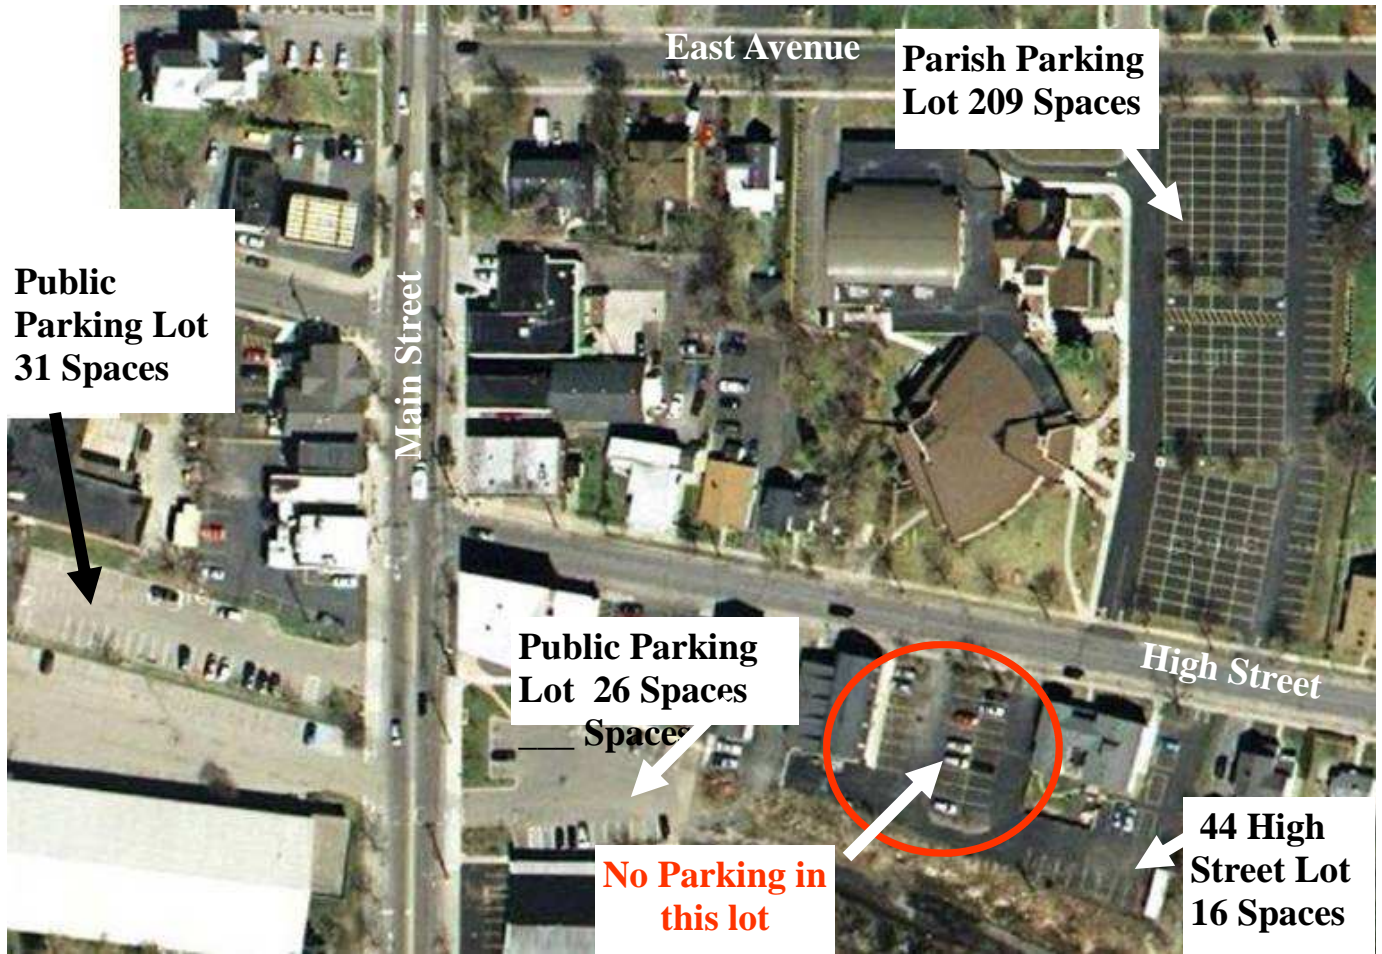 East Avenue
Parish Parking
Lot 209 Spaces
Public
Parking Lot
31 Spaces
Main Street
High Street
Public Parking
Lot 26 Spaces
___ Spaces
No Parking in
this lot
44 High
Street Lot
16 Spaces